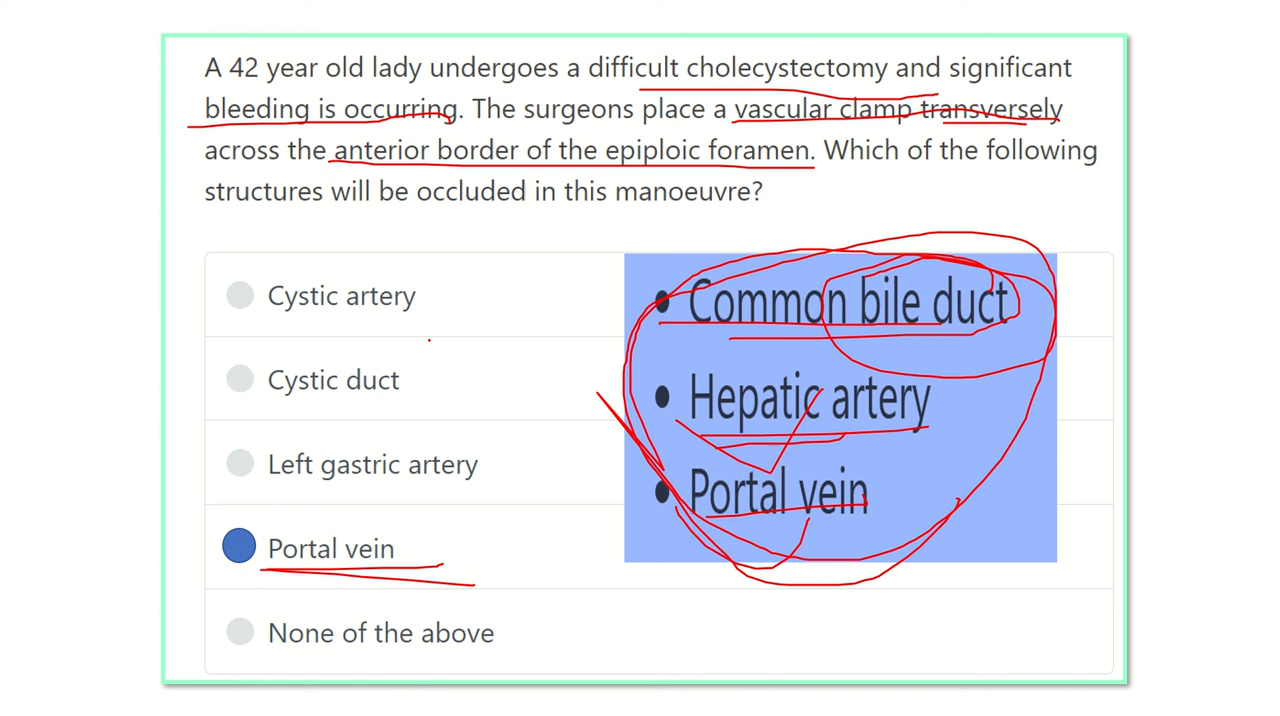 A 42 year old lady undergoes a difficult cholecystectomy and significant
bleeding is occurring. The surgeons place a vascular clamp transversely
across the anterior border of the epiploic foramen. Which of the following
structures will be occluded in this manoeuvre?
Cystic artery
Cystic duct
Left gastric artery
Portal vein
None of the above
• Common bile duct
• Hepatic artery
• Portal vein